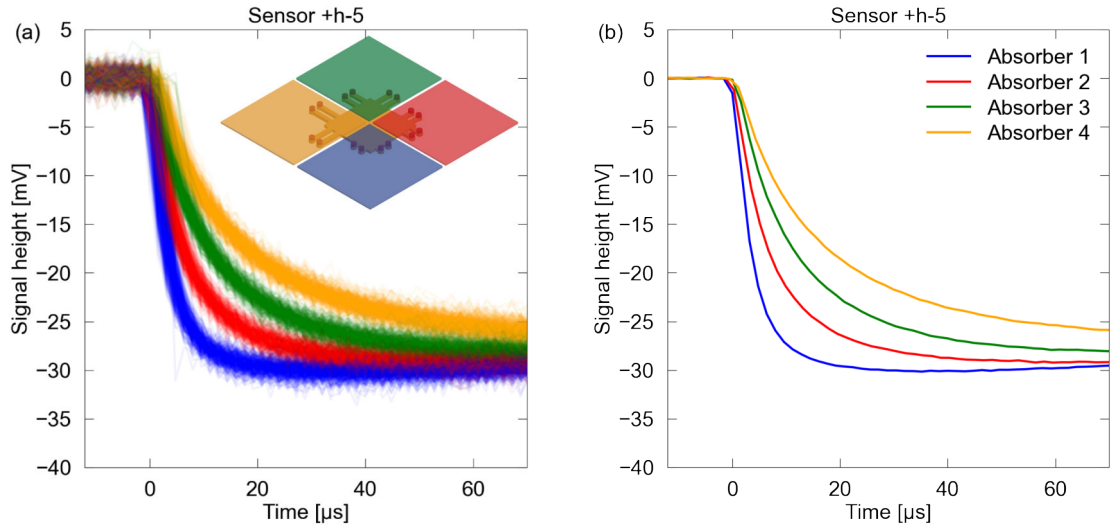 (a)
Sensor +h-5
Signal height [mV]
5
0
−5
−10
−15
−20
−25
−30
−35
−40
0 20 40 60
Time [µs]
(b)
Sensor +h-5
Signal height [mV]
5
0
−5
−10
−15
−20
−25
−30
−35
−40
0 20 40 60
Time [µs]
Absorber 1
Absorber 2
Absorber 3
Absorber 4